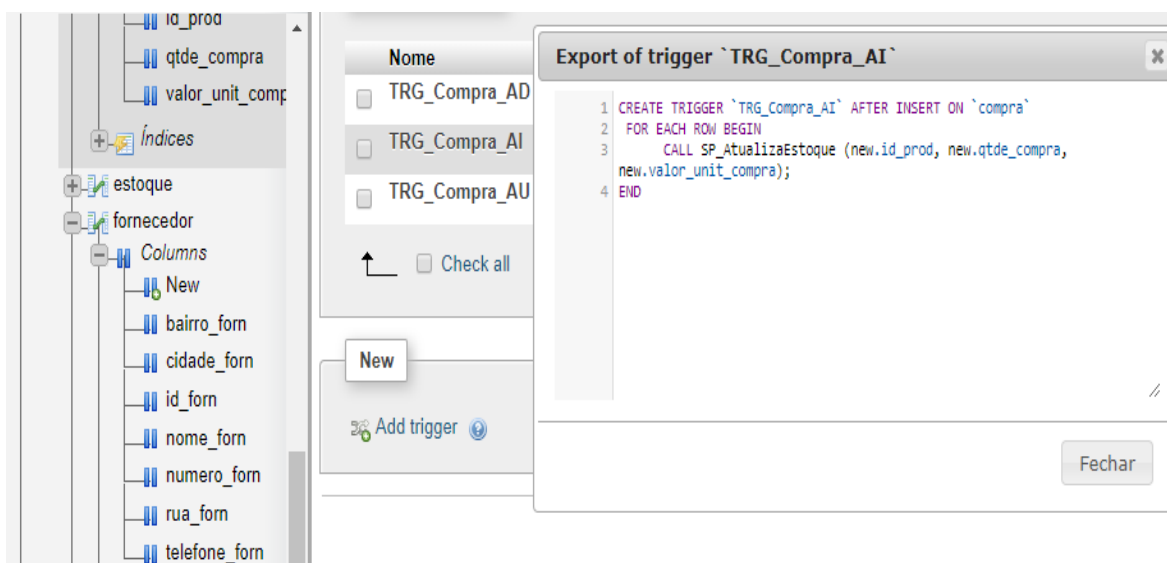 id_prod
qtde_compra
valor_unit_comp
Índices
estoque
fornecedor
Columns
New
bairro_forn
cidade_forn
id_forn
nome_forn
numero_forn
rua_forn
telefone_forn
Nome
TRG_Compra_AD
TRG_Compra_AI
TRG_Compra_AU
Check all
New
Add trigger
Export of trigger `TRG_Compra_AI`
1 CREATE TRIGGER `TRG_Compra_AI` AFTER INSERT ON `compra`
2 FOR EACH ROW BEGIN
3 CALL SP_AtualizaEstoque (new.id_prod, new.qtde_compra,
new.valor_unit_compra);
4 END
Fechar